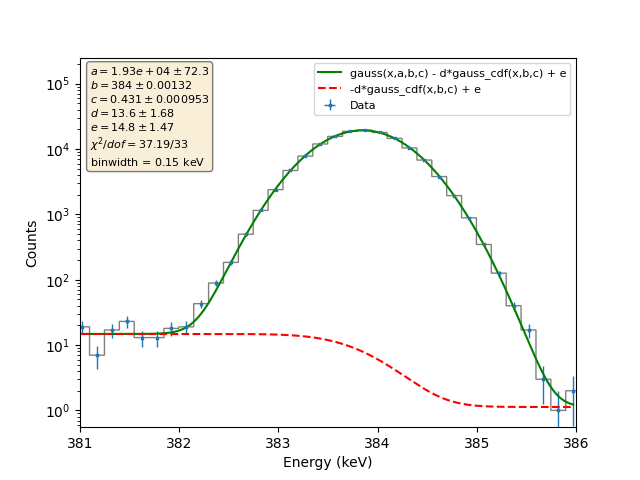 a = 1.93e + 04 ± 72.3
b = 384 ± 0.00132
c = 0.431 ± 0.000953
d = 13.6 ± 1.68
e = 14.8 ± 1.47
χ²/dof = 37.19/33
binwidth = 0.15 keV
gauss(x,a,b,c) - d*gauss_cdf(x,b,c) + e
-d*gauss_cdf(x,b,c) + e
Data
10⁵
10⁴
10³
10²
10¹
10⁰
Counts
381 382 383 384 385 386
Energy (keV)